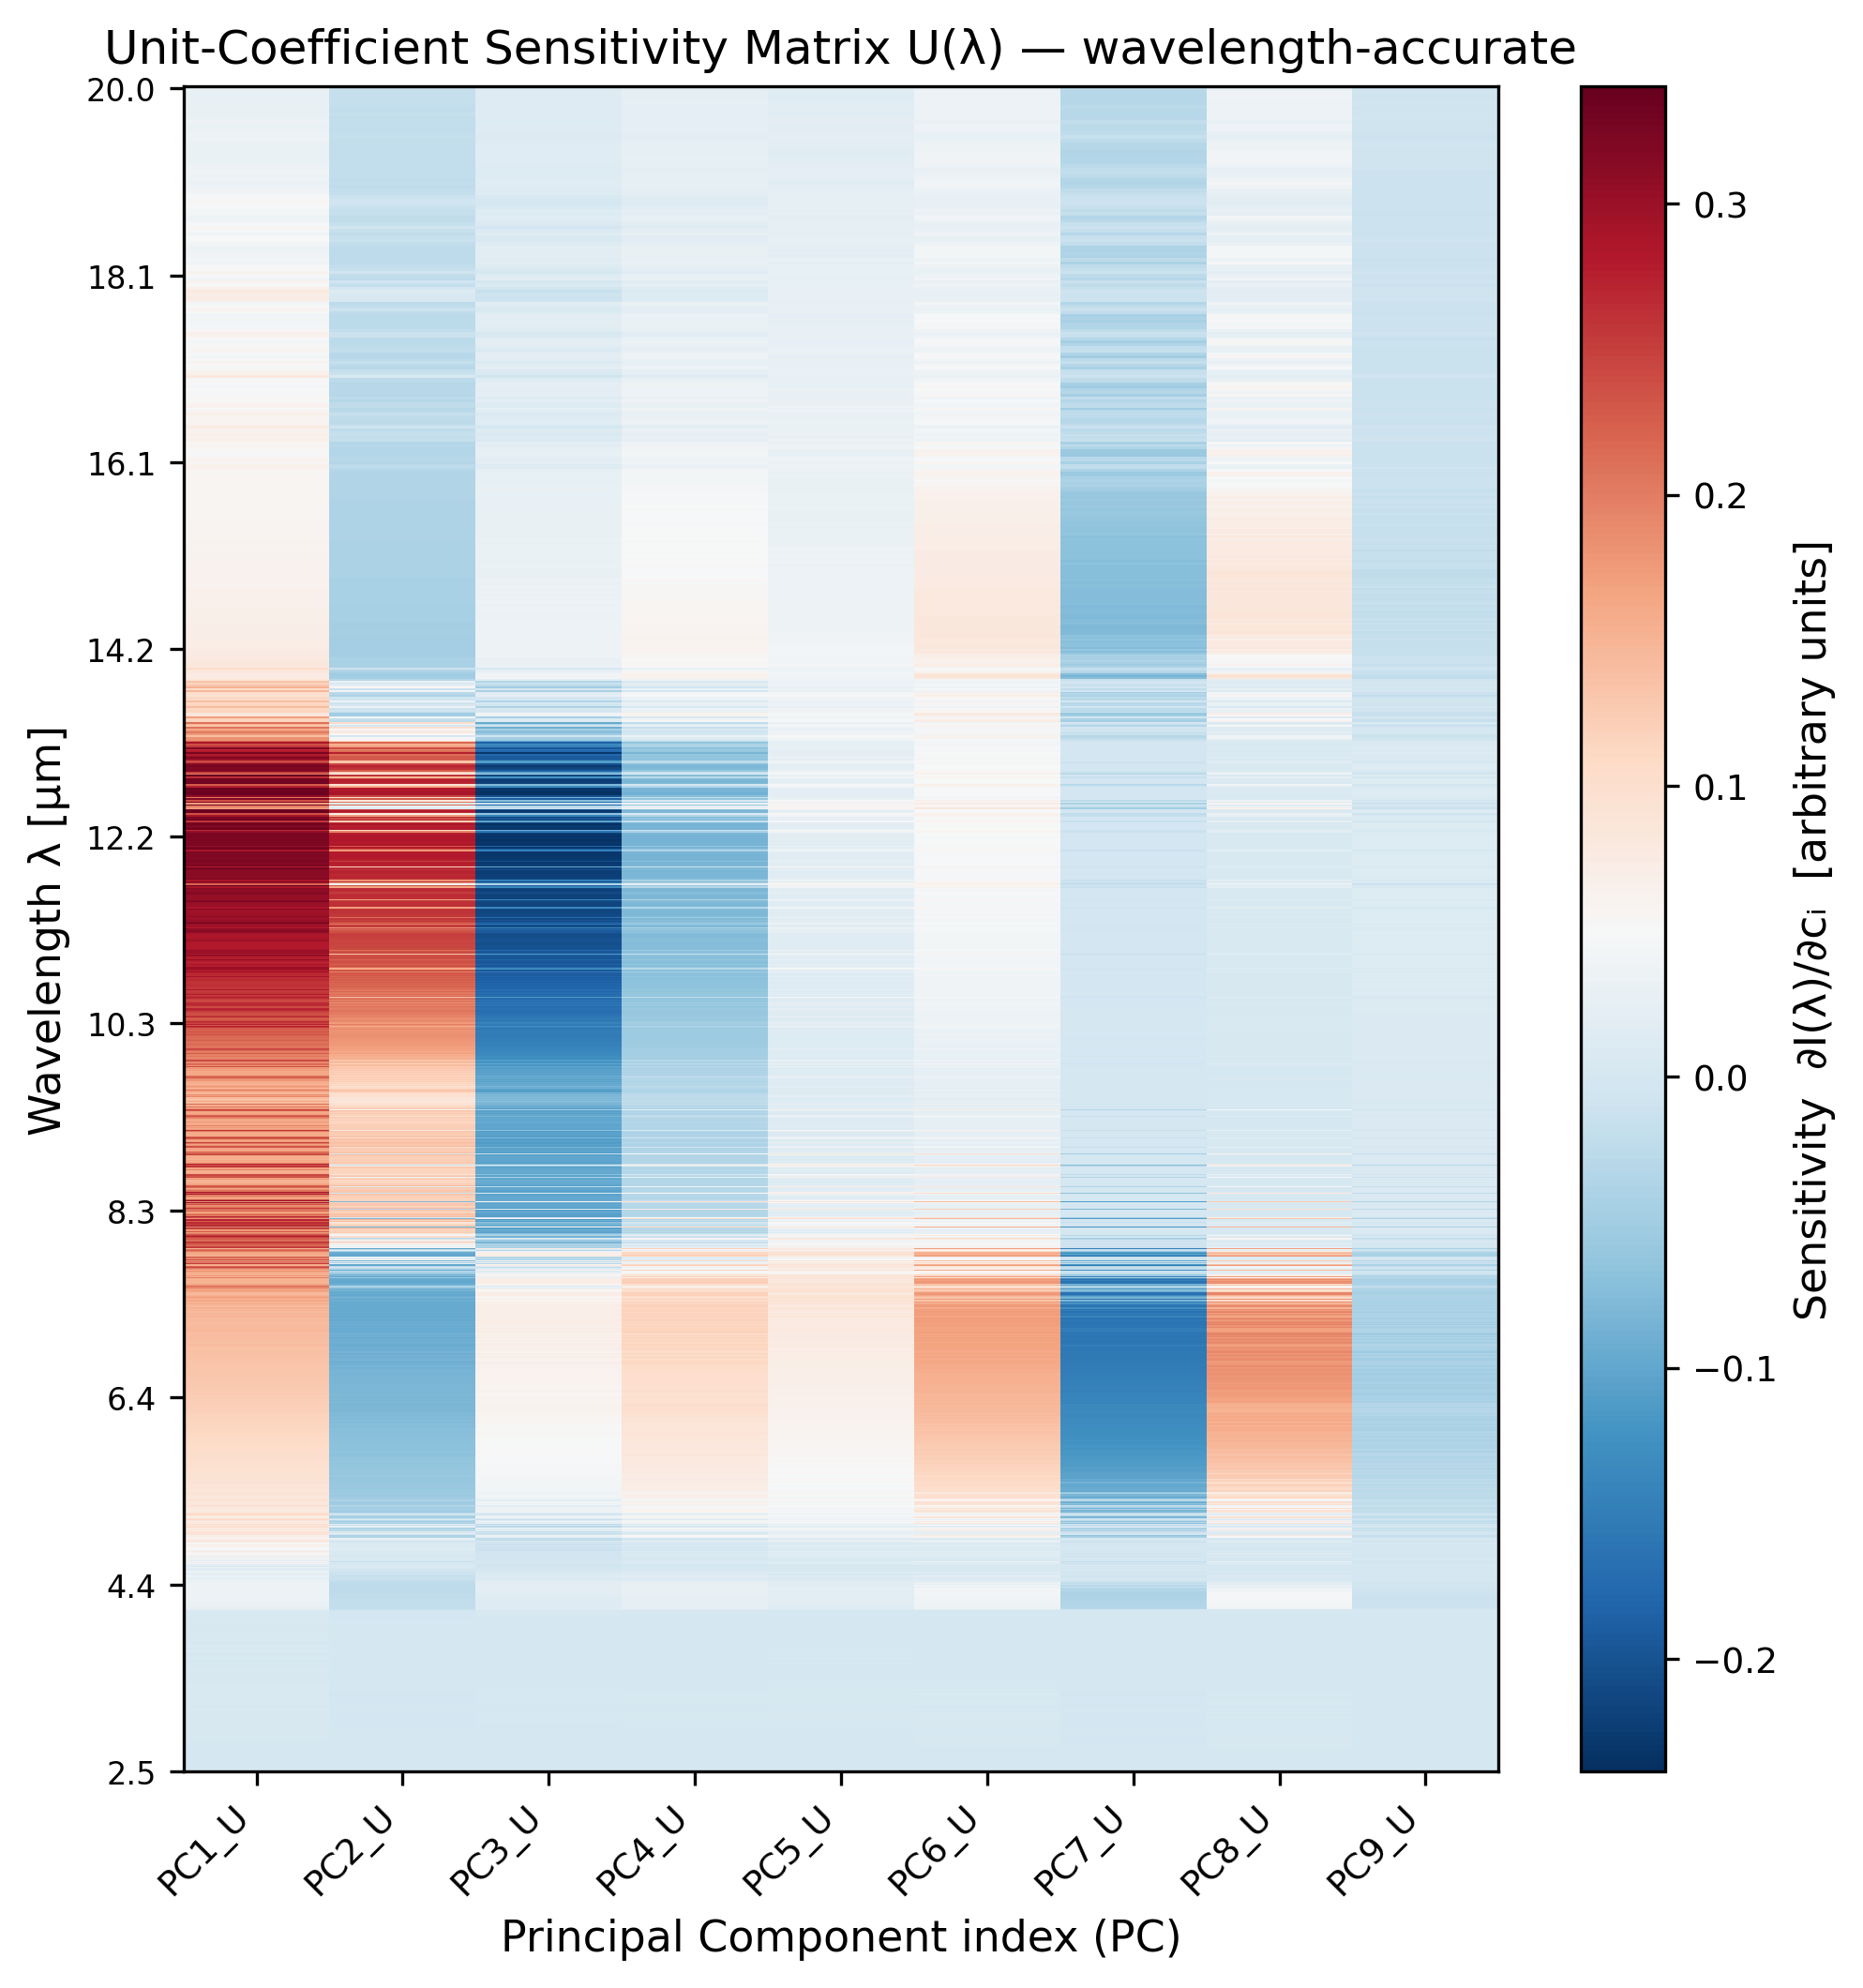 Unit-Coefficient Sensitivity Matrix U(λ) — wavelength-accurate
20.0
18.1
16.1
14.2
12.2
10.3
8.3
6.4
4.4
2.5
Wavelength λ [µm]
PC1_U
PC2_U
PC3_U
PC4_U
PC5_U
PC6_U
PC7_U
PC8_U
PC9_U
Principal Component index (PC)
0.3
0.2
0.1
0.0
−0.1
−0.2
Sensitivity ∂I(λ)/∂cᵢ [arbitrary units]